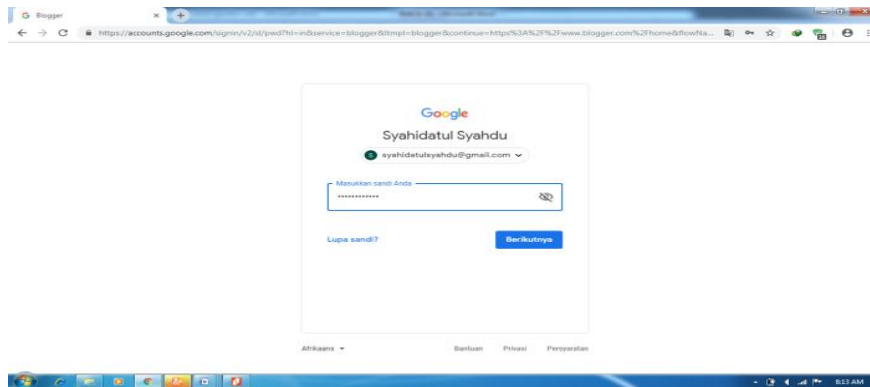 G Blogger
https://accounts.google.com/signin/v2/sl/pwd?hl=in&service=blogger&ltmpl=blogger&continue=https%3A%2F%2Fwww.blogger.com%2Fhome&flowNa...
Google
Syahidatul Syahdu
S syahidatulsyahdu@gmail.com
Masukkan sandi Anda
************
Lupa sandi?
Berikutnya
Afrikaans
Bantuan Privasi Persyaratan
8:13 AM